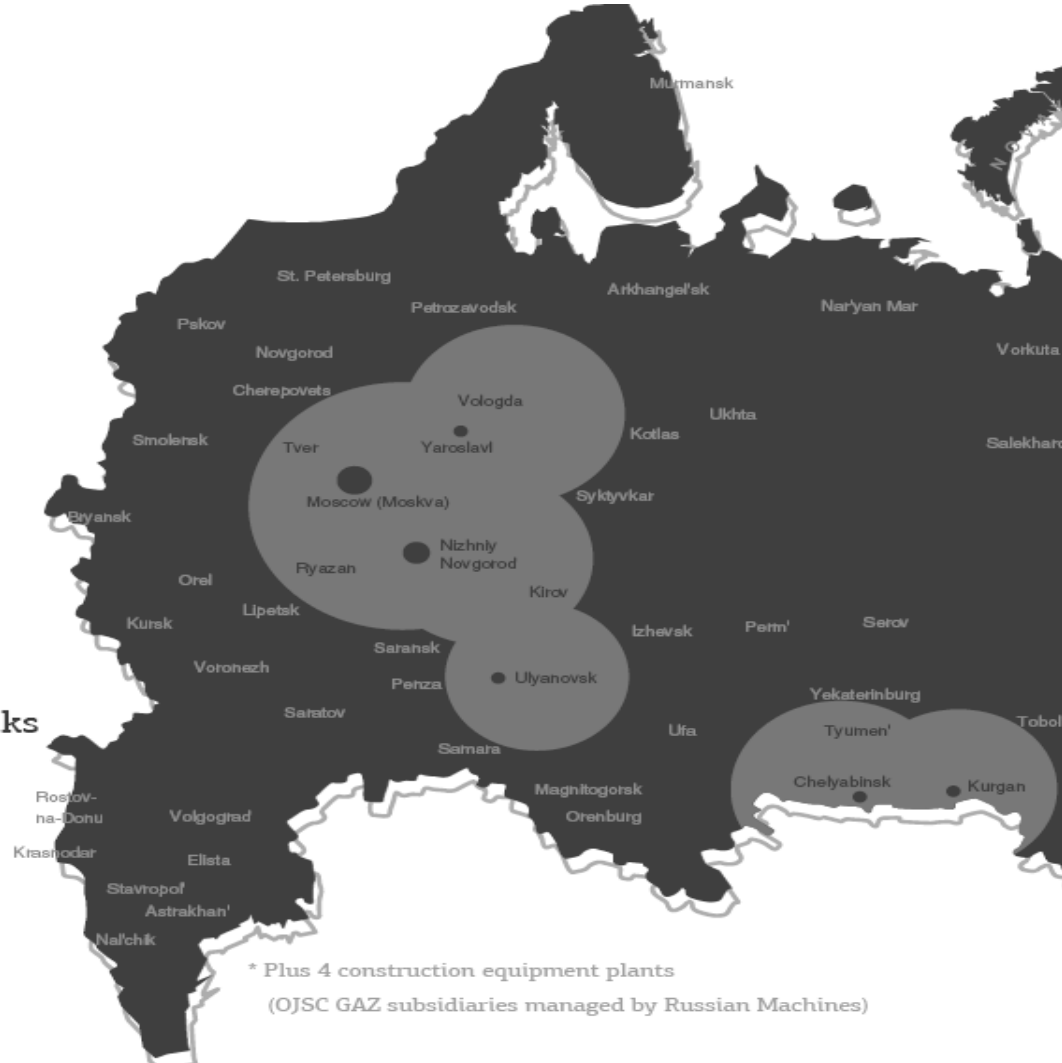 Murmansk
N O V
St. Petersburg
Arkhangel'sk
Petrozavodsk
Nar'yan Mar
Pskov
Novgorod
Vorkuta
Cherepovets
Vologda
Ukhta
Smolensk
Tver
Yaroslavl
Kotlas
Salekhard
Moscow (Moskva)
Syktyvkar
Bryansk
Nizhniy
Novgorod
Ryazan
Orel
Kirov
Lipetsk
Kursk
Izhevsk
Perm'
Serov
Saransk
Voronezh
Penza
Ulyanovsk
Yekaterinburg
Saratov
ks
Tobol
Ufa
Tyumen'
Samara
Chelyabinsk
Kurgan
Magnitogorsk
Rostov-
na-Donu
Volgograd
Orenburg
Krasnodar
Elista
Stavropol'
Astrakhan'
Nal'chik
* Plus 4 construction equipment plants
(OJSC GAZ subsidiaries managed by Russian Machines)